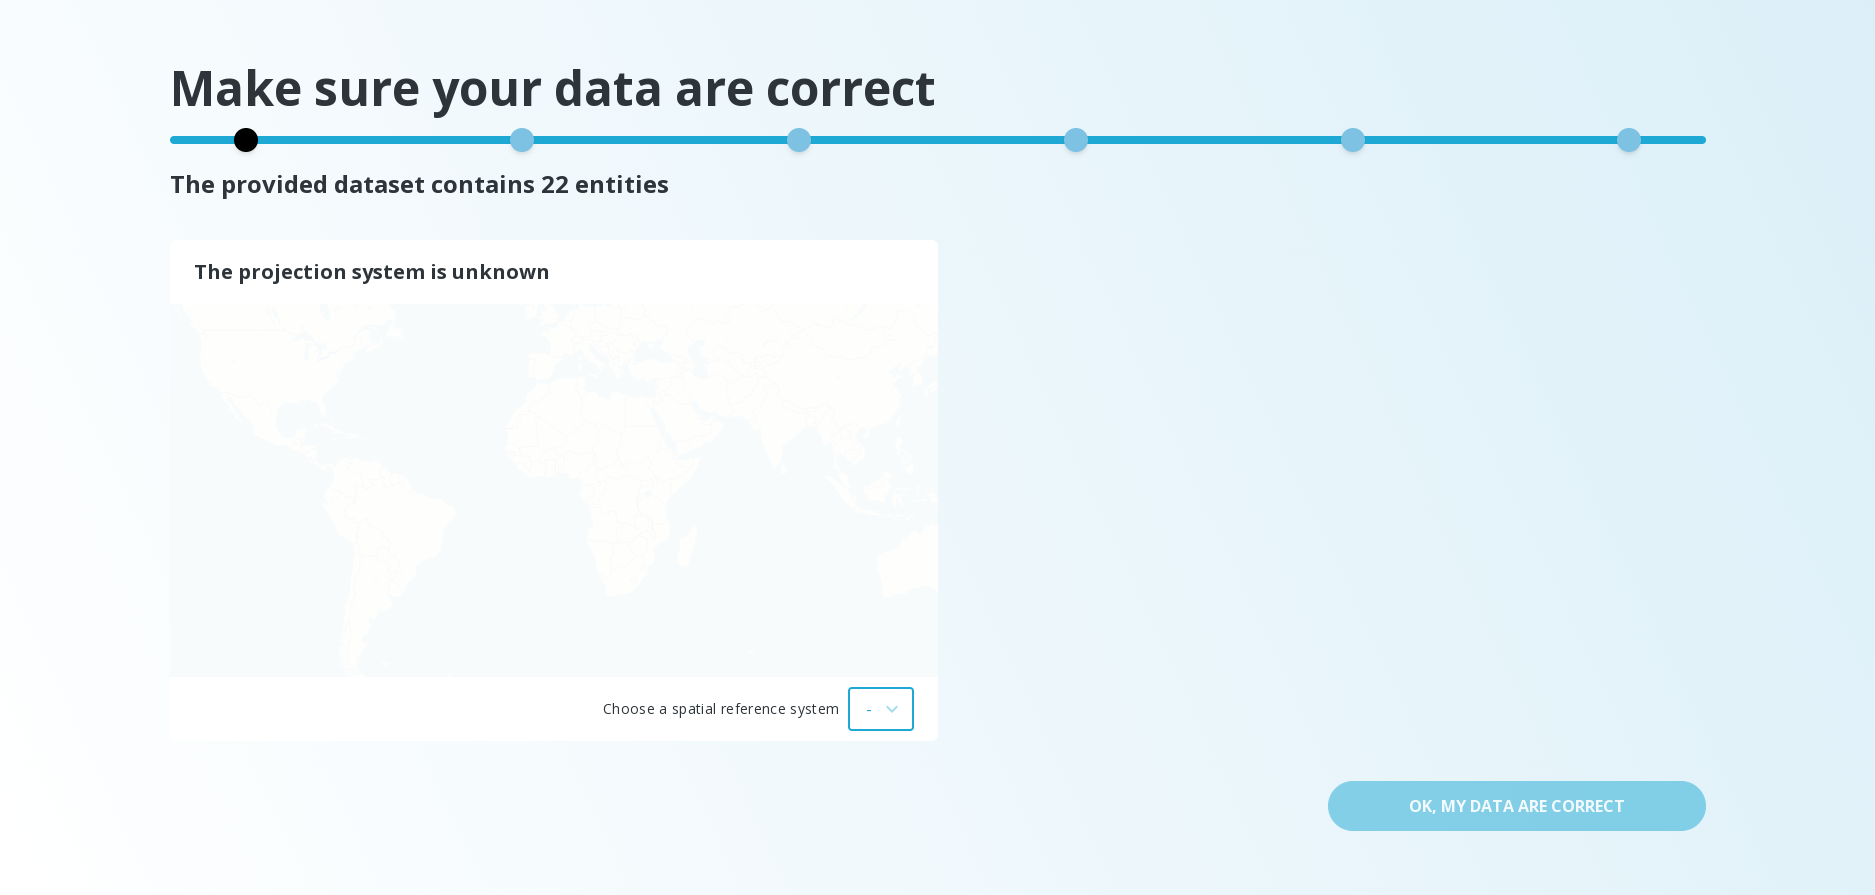 Make sure your data are correct
The provided dataset contains 22 entities
The projection system is unknown
Choose a spatial reference system
-
OK, MY DATA ARE CORRECT